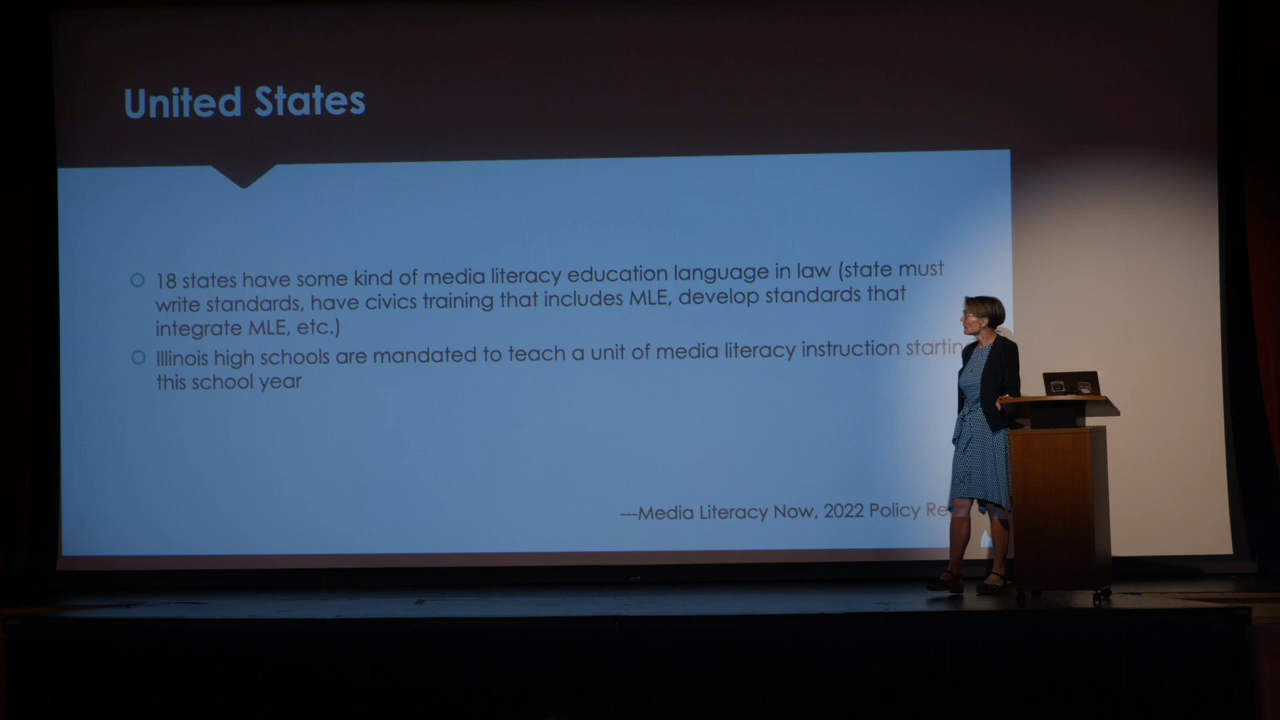 United States
18 states have some kind of media literacy education language in law (state must
write standards, have civics training that includes MLE, develop standards that
integrate MLE, etc.)
Illinois high schools are mandated to teach a unit of media literacy instruction startin
this school year
---Media Literacy Now, 2022 Policy Re